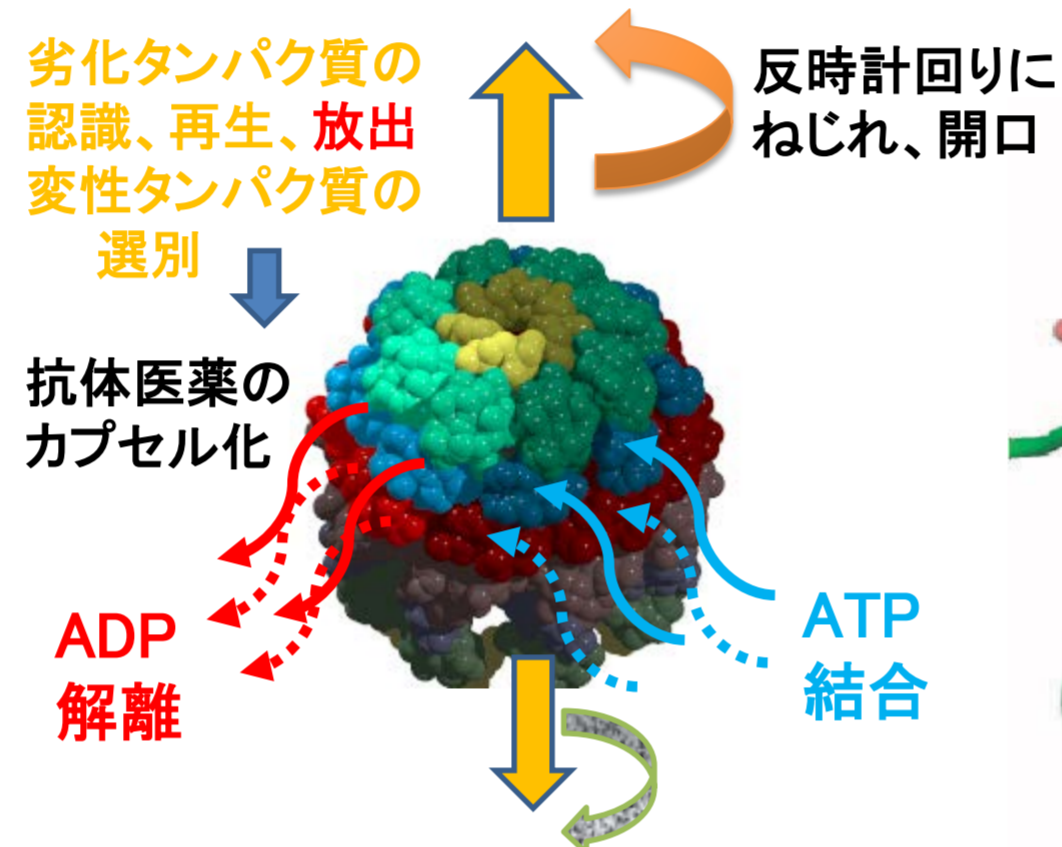 劣化タンパク質の
認識、再生、放出
変性タンパク質の
選別
抗体医薬の
カプセル化
反時計回りに
ねじれ、開口
ADP
解離
ATP
結合